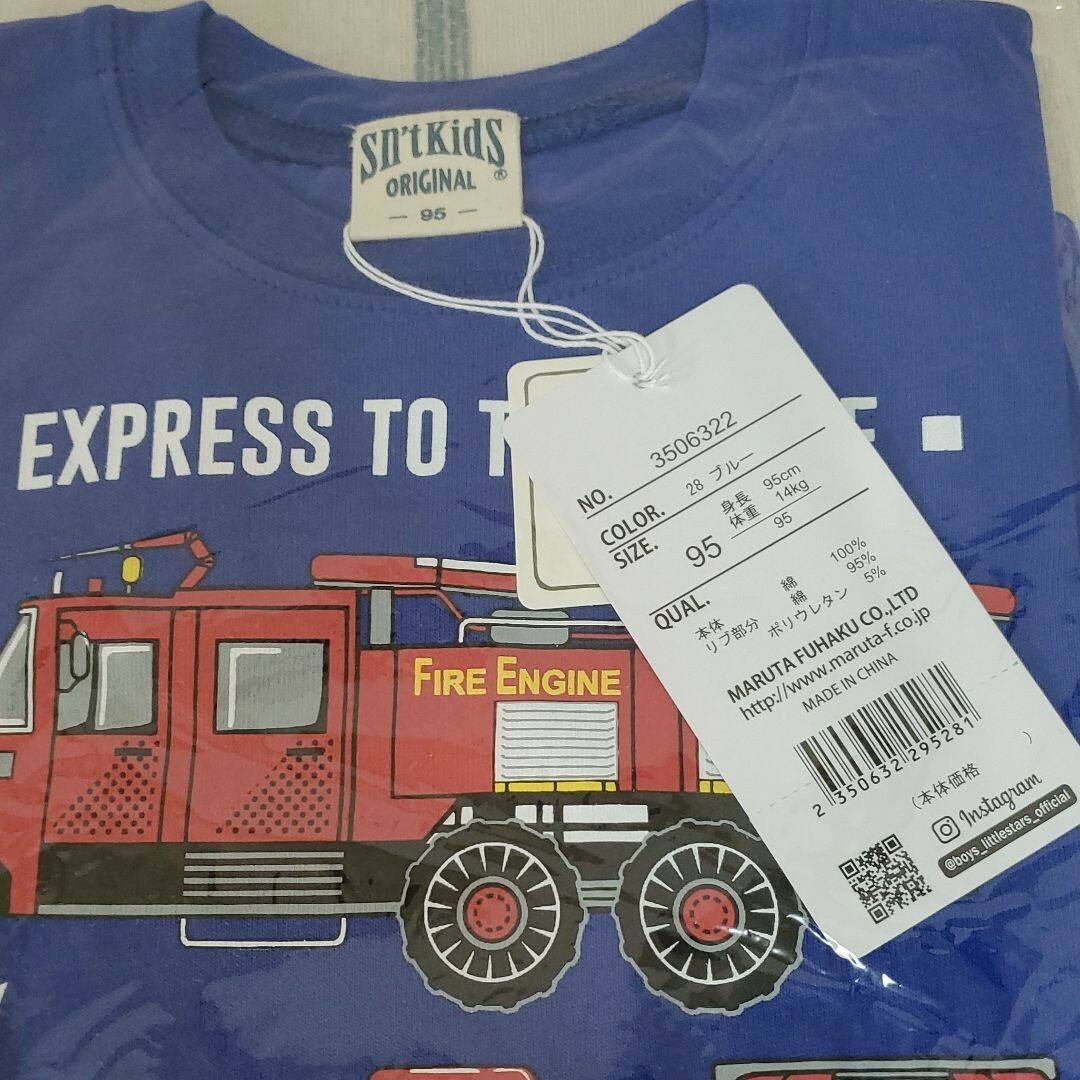 Sn'tKidS
ORIGINAL ®
— 95 —
EXPRESS TO
FIRE ENGINE
NO. 3506322
COLOR. 28 ブルー
SIZE. 95 身長 95cm
体重 14kg
95
QUAL.
本体 綿 100%
リブ部分 綿 95%
ポリウレタン 5%
MARUTA FUHAKU CO.,LTD
http://www.maruta-f.co.jp
MADE IN CHINA
2 350632 295281
(本体価格 )
Instagram
@boys_littlestars_official